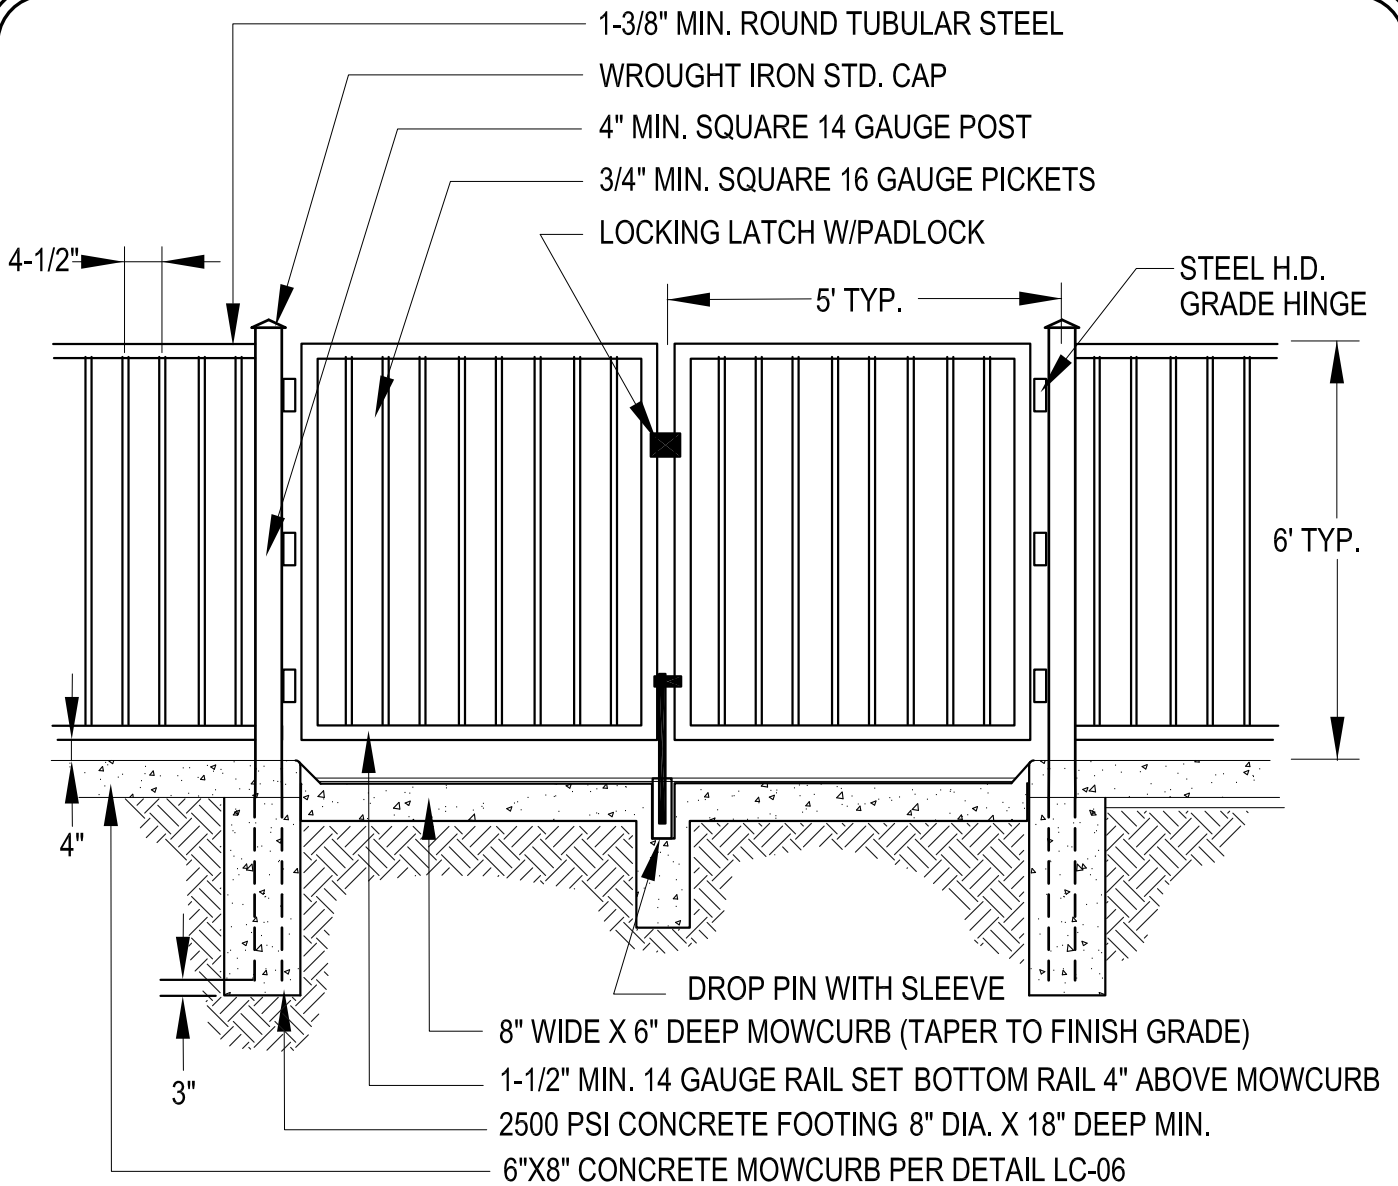 1-3/8" MIN. ROUND TUBULAR STEEL
WROUGHT IRON STD. CAP
4" MIN. SQUARE 14 GAUGE POST
3/4" MIN. SQUARE 16 GAUGE PICKETS
LOCKING LATCH W/PADLOCK
4-1/2"
STEEL H.D.
GRADE HINGE
5' TYP.
6' TYP.
4"
3"
DROP PIN WITH SLEEVE
8" WIDE X 6" DEEP MOWCURB (TAPER TO FINISH GRADE)
1-1/2" MIN. 14 GAUGE RAIL SET BOTTOM RAIL 4" ABOVE MOWCURB
2500 PSI CONCRETE FOOTING 8" DIA. X 18" DEEP MIN.
6"X8" CONCRETE MOWCURB PER DETAIL LC-06